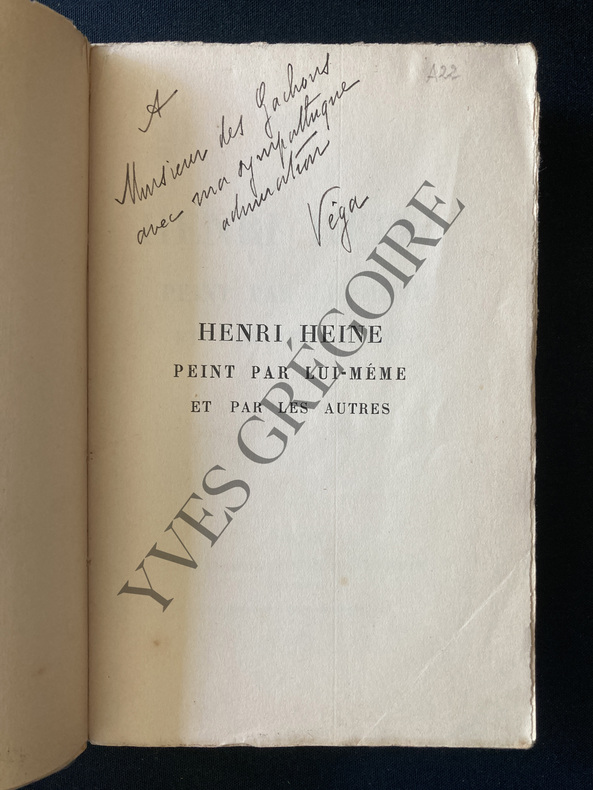 A22
A
Monsieur des Gachons
avec ma sympathique
admiration
Véga
HENRI HEINE
PEINT PAR LUI-MÉME
ET PAR LES AUTRES
YVES GRÉGOIRE